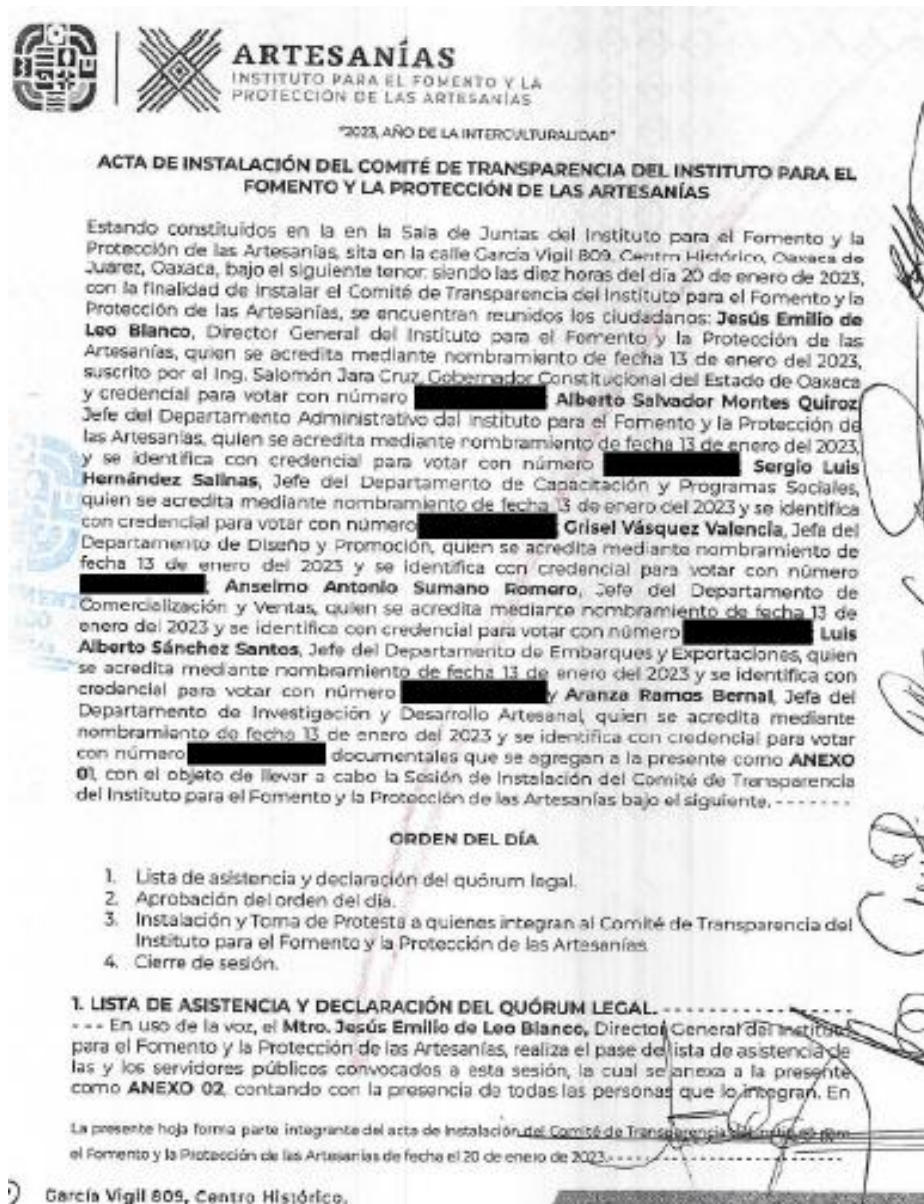 ARTESANÍAS
INSTITUTO PARA EL FOMENTO Y LA
PROTECCIÓN DE LAS ARTESANÍAS
"2023, AÑO DE LA INTERCULTURALIDAD"
ACTA DE INSTALACIÓN DEL COMITÉ DE TRANSPARENCIA DEL INSTITUTO PARA EL
FOMENTO Y LA PROTECCIÓN DE LAS ARTESANÍAS
Estando constituidos en la en la Sala de Juntas del Instituto para el Fomento y la
Protección de las Artesanías, sita en la calle García Vigil 809, Centro Histórico, Oaxaca de
Juárez, Oaxaca, bajo el siguiente tenor: siendo las diez horas del día 20 de enero de 2023,
con la finalidad de Instalar el Comité de Transparencia del Instituto para el Fomento y la
Protección de las Artesanías, se encuentran reunidos los ciudadanos: Jesús Emilio de
Leo Blanco, Director General del Instituto para el Fomento y la Protección de las
Artesanías, quien se acredita mediante nombramiento de fecha 13 de enero del 2023,
suscrito por el Ing. Salomón Jara Cruz, Gobernador Constitucional del Estado de Oaxaca
y credencial para votar con número Alberto Salvador Montes Quiroz,
Jefe del Departamento Administrativo del Instituto para el Fomento y la Protección de
las Artesanías, quien se acredita mediante nombramiento de fecha 13 de enero del 2023,
y se identifica con credencial para votar con número Sergio Luis
Hernández Salinas, Jefe del Departamento de Capacitación y Programas Sociales,
quien se acredita mediante nombramiento de fecha 13 de enero del 2023 y se identifica
con credencial para votar con número Grisel Vásquez Valencia, Jefa del
Departamento de Diseño y Promoción, quien se acredita mediante nombramiento de
fecha 13 de enero del 2023 y se identifica con credencial para votar con número
, Anselmo Antonio Sumano Romero, Jefe del Departamento de
Comercialización y Ventas, quien se acredita mediante nombramiento de fecha 13 de
enero del 2023 y se identifica con credencial para votar con número Luis
Alberto Sánchez Santos, Jefe del Departamento de Embarques y Exportaciones, quien
se acredita mediante nombramiento de fecha 13 de enero del 2023 y se identifica con
credencial para votar con número y Aranza Ramos Bernal, Jefa del
Departamento de Investigación y Desarrollo Artesanal, quien se acredita mediante
nombramiento de fecha 13 de enero del 2023 y se identifica con credencial para votar
con número documentales que se agregan a la presente como ANEXO
01, con el objeto de llevar a cabo la Sesión de Instalación del Comité de Transparencia
del Instituto para el Fomento y la Protección de las Artesanías bajo el siguiente. - - - - - - -
ORDEN DEL DÍA
1. Lista de asistencia y declaración del quórum legal.
2. Aprobación del orden del día.
3. Instalación y Toma de Protesta a quienes integran al Comité de Transparencia del
Instituto para el Fomento y la Protección de las Artesanías
4. Cierre de sesión.
1. LISTA DE ASISTENCIA Y DECLARACIÓN DEL QUÓRUM LEGAL. - - - - - - - - - - - - - - -
- - - En uso de la voz, el Mtro. Jesús Emilio de Leo Blanco, Director General del Instituto
para el Fomento y la Protección de las Artesanías, realiza el pase de lista de asistencia de
las y los servidores públicos convocados a esta sesión, la cual se anexa a la presente
como ANEXO 02, contando con la presencia de todas las personas que lo integran. En
La presente hoja forma parte integrante del acta de Instalación del Comité de Transparencia del Instituto para
el Fomento y la Protección de las Artesanías de fecha el 20 de enero de 2023.- - - - - - - - - -
García Vigil 809, Centro Histórico,